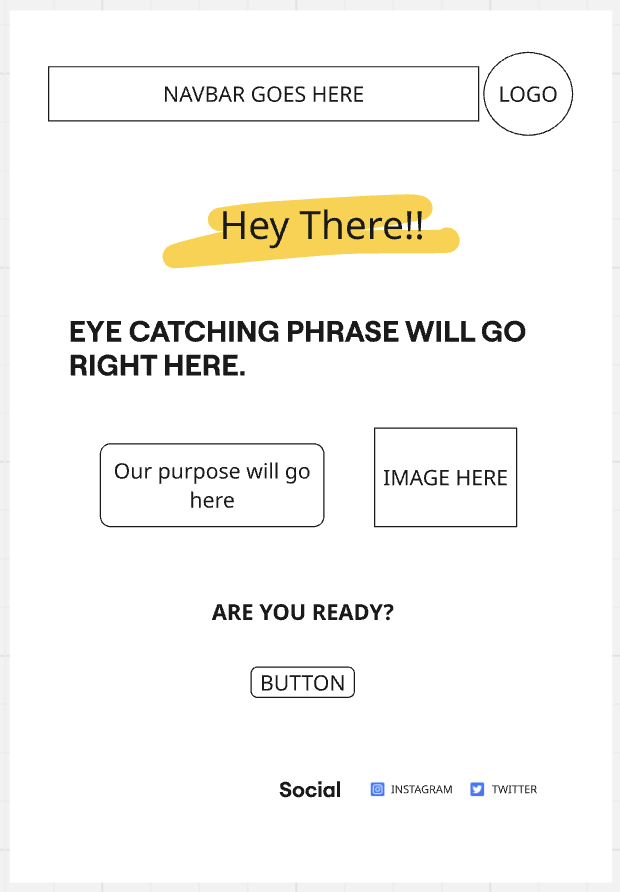 NAVBAR GOES HERE
LOGO
Hey There!!
EYE CATCHING PHRASE WILL GO
RIGHT HERE.
Our purpose will go
here
IMAGE HERE
ARE YOU READY?
BUTTON
Social
INSTAGRAM
TWITTER